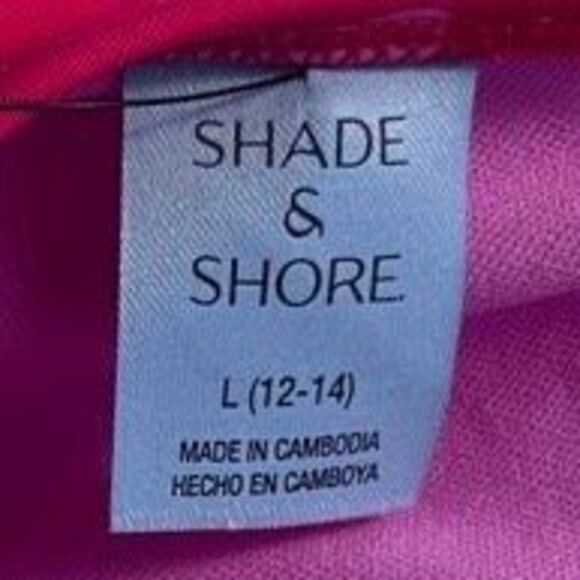 SHADE
&
SHORE
L (12-14)
MADE IN CAMBODIA
HECHO EN CAMBOYA